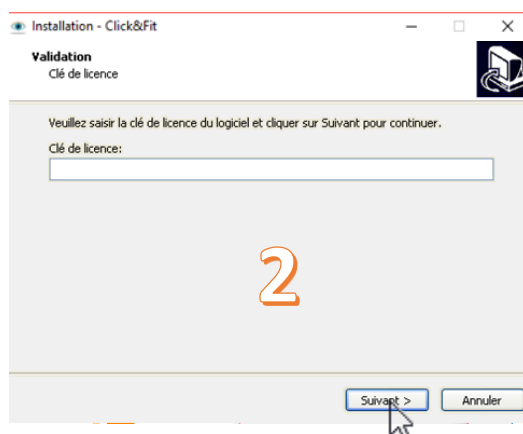 Installation - Click&Fit
Validation
Clé de licence
Veuillez saisir la clé de licence du logiciel et cliquer sur Suivant pour continuer.
Clé de licence:
2
Suivant >
Annuler